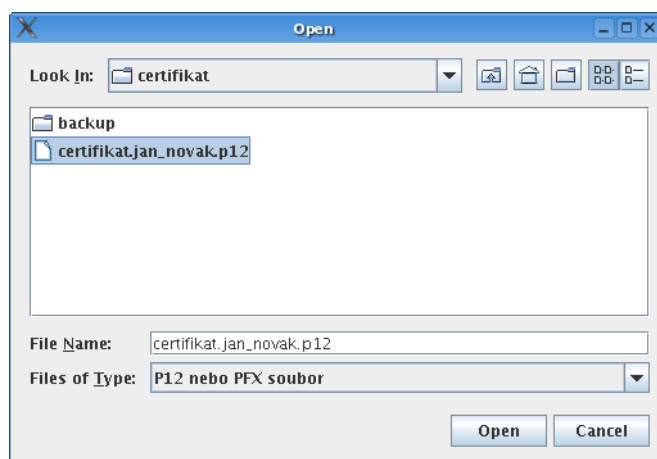 Open
Look In: certifikat
backup
certifikat.jan_novak.p12
File Name: certifikat.jan_novak.p12
Files of Type: P12 nebo PFX soubor
Open Cancel